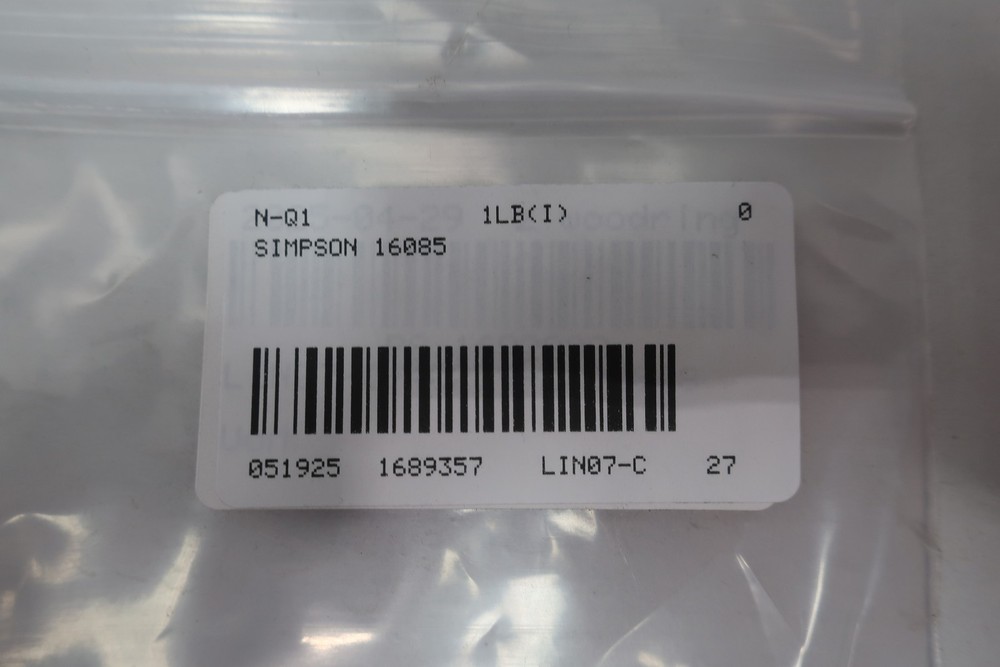 N-Q1 1LB(I) 0
SIMPSON 16085
051925 1689357 LIN07-C 27